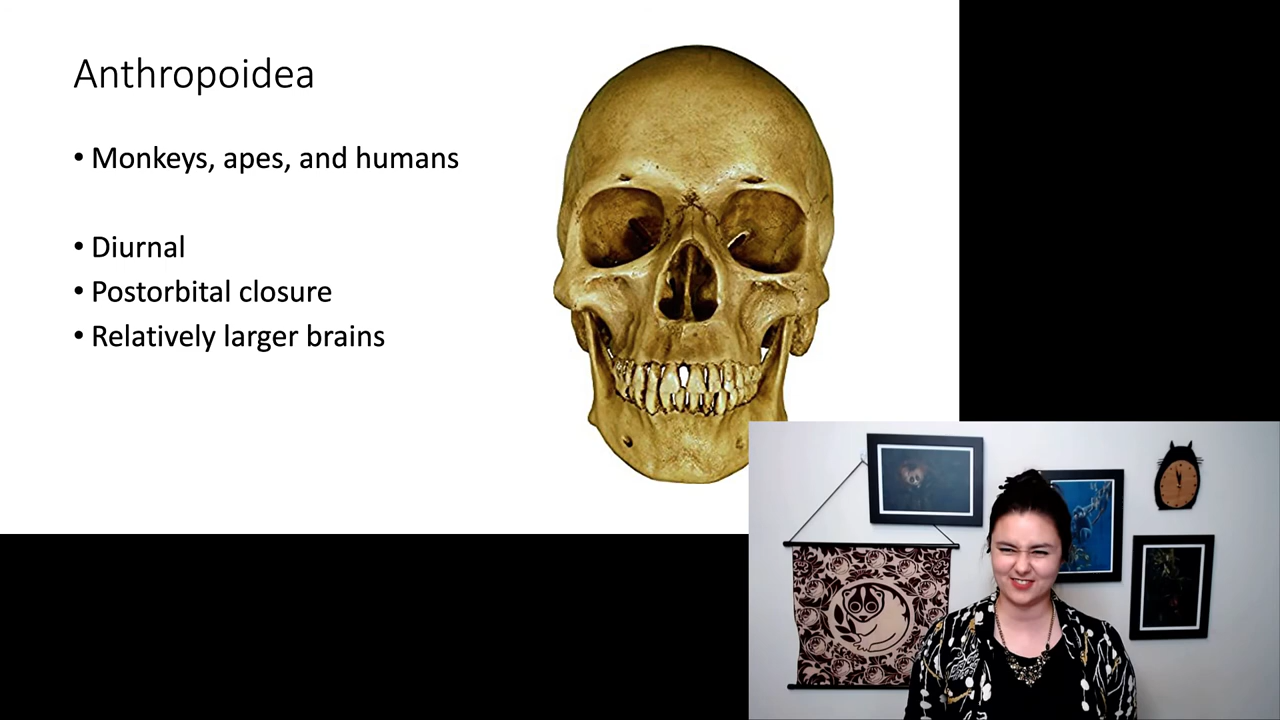 Anthropoidea
• Monkeys, apes, and humans
• Diurnal
• Postorbital closure
• Relatively larger brains